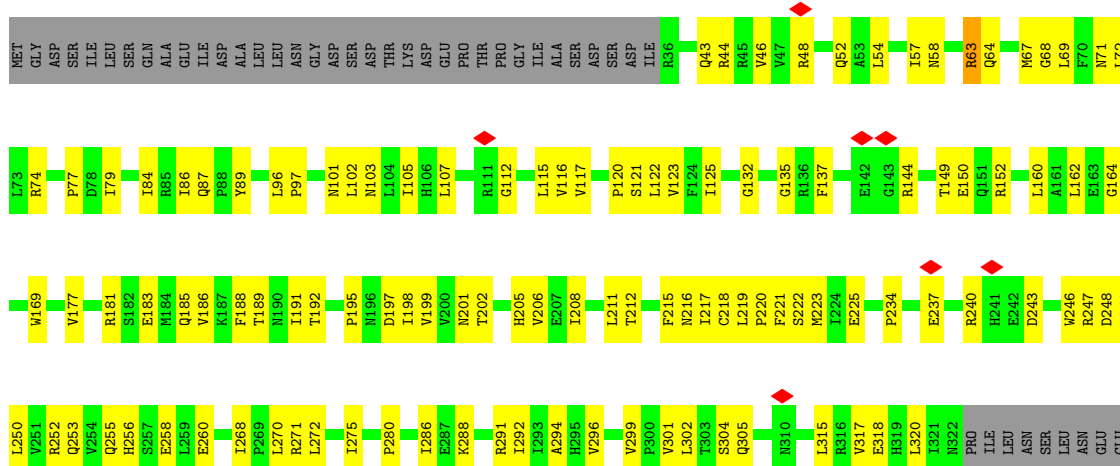 MET GLY ASP SER ILE LEU SER GLN ALA GLU ILE ASP ALA LEU LEU ASN GLY ASP SER ASP THR LYS ASP GLU PRO THR PRO GLY ILE ALA SER ASP SER ASP ILE R36 Q43 R44 R45 V46 V47 R48 Q52 A53 L54 I57 N58 R63 Q64 M67 G68 L69 F70 N71 L72
L73 R74 P77 D78 I79 I84 R85 I86 Q87 P88 Y89 L96 P97 N101 L102 N103 L104 I105 H106 L107 R111 G112 L115 V116 V117 P120 S121 L122 V123 F124 I125 G132 G135 R136 F137 E142 G143 R144 T149 E150 Q151 R152 L160 A161 L162 E163 G164
W169 V177 R181 S182 E183 M184 Q185 V186 K187 F188 T189 N190 I191 T192 P195 N196 D197 I198 V199 V200 N201 T202 H205 V206 E207 I208 L211 T212 F215 N216 I217 C218 L219 P220 F221 S222 M223 I224 E225 P234 E237 R240 H241 E242 D243 W246 R247 D248
L250 V251 R252 Q253 V254 Q255 H256 S257 E258 L259 E260 I268 P269 L270 R271 L272 I275 P280 I286 E287 K288 R291 I292 I293 A294 H295 V296 V299 P300 V301 L302 T303 S304 Q305 N310 L315 R316 V317 E318 H319 L320 I321 N322 PRO ILE LEU ASN SER LEU ASN GLU